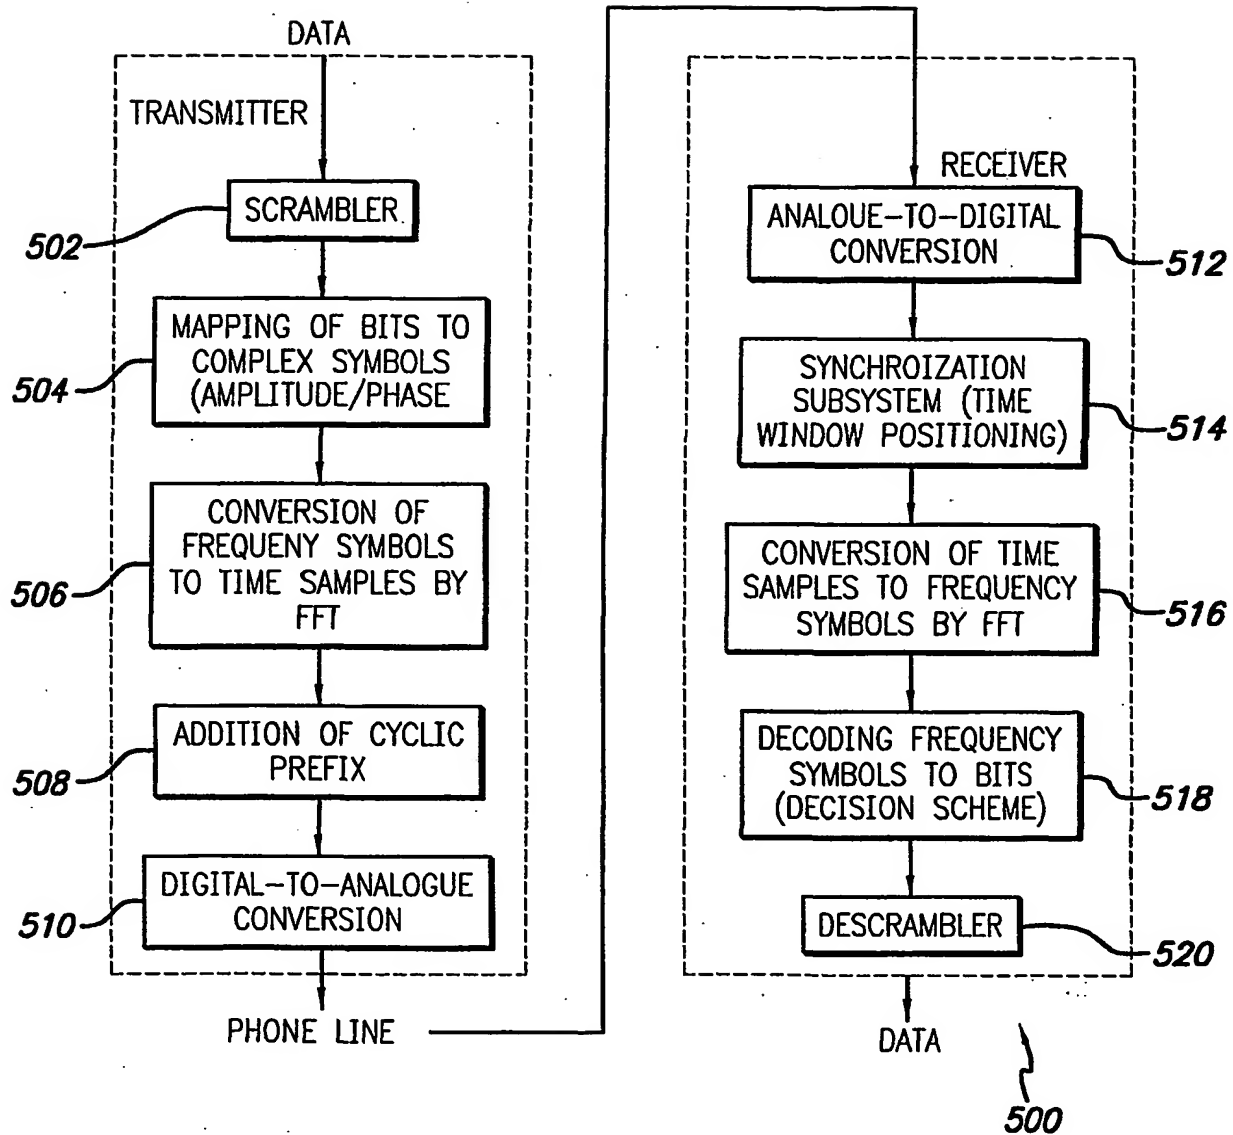 DATA
TRANSMITTER
SCRAMBLER
502
MAPPING OF BITS TO
COMPLEX SYMBOLS
(AMPLITUDE/PHASE
504
CONVERSION OF
FREQUENY SYMBOLS
TO TIME SAMPLES BY
FFT
506
ADDITION OF CYCLIC
PREFIX
508
DIGITAL-TO-ANALOGUE
CONVERSION
510
PHONE LINE
RECEIVER
ANALOUE-TO-DIGITAL
CONVERSION
512
SYNCHROIZATION
SUBSYSTEM (TIME
WINDOW POSITIONING)
514
CONVERSION OF TIME
SAMPLES TO FREQUENCY
SYMBOLS BY FFT
516
DECODING FREQUENCY
SYMBOLS TO BITS
(DECISION SCHEME)
518
DESCRAMBLER
520
DATA
500